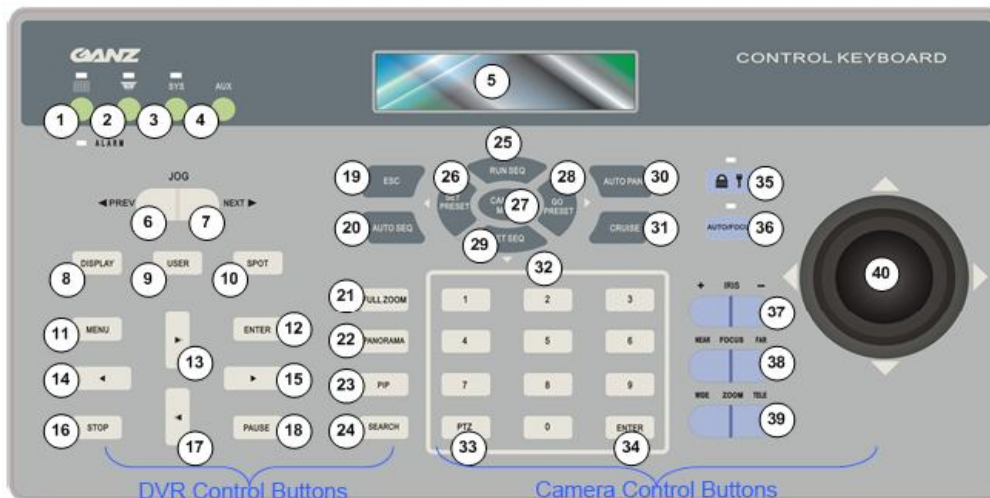 GANZ
CONTROL KEYBOARD
5
SYS
AUX
1
2
3
4
ALARM
25
RUN SEQ
JOG
19
ESC
26
PRESET
27
28
GO PRESET
AUTO PAN
30
35
◀PREV
6
7
NEXT ▶
20
AUTO SEQ
29
CRUISE
31
AUTO/FOCUS
36
40
8
DISPLAY
9
USER
10
SPOT
32
21
FULL ZOOM
1
2
3
+ IRIS −
37
11
MENU
ENTER
12
22
PANORAMA
4
5
6
NEAR FOCUS FAR
38
13
14
15
23
PIP
7
8
9
WIDE ZOOM TELE
39
16
STOP
17
PAUSE
18
24
SEARCH
PTZ
33
0
ENTER
34
DVR Control Buttons
Camera Control Buttons